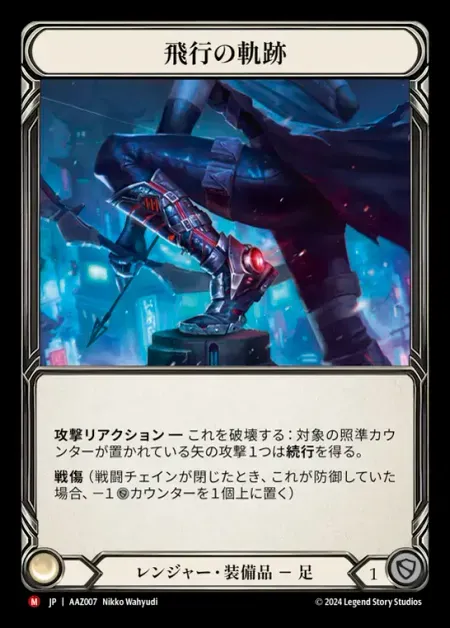 飛行の軌跡
攻撃リアクション ー これを破壊する：対象の照準カウ
ンターが置かれている矢の攻撃1つは続行を得る。
戦傷（戦闘チェインが閉じたとき、これが防御していた
場合、－1カウンターを1個上に置く）
レンジャー・装備品 － 足
1
M JP | AAZ007 Nikko Wahyudi
© 2024 Legend Story Studios